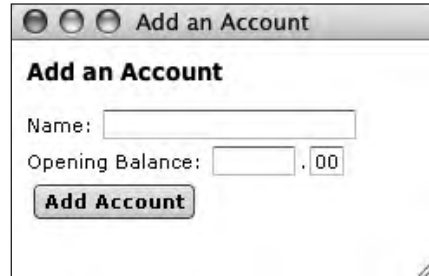 Add an Account
Add an Account
Name:
Opening Balance: . 00
Add Account